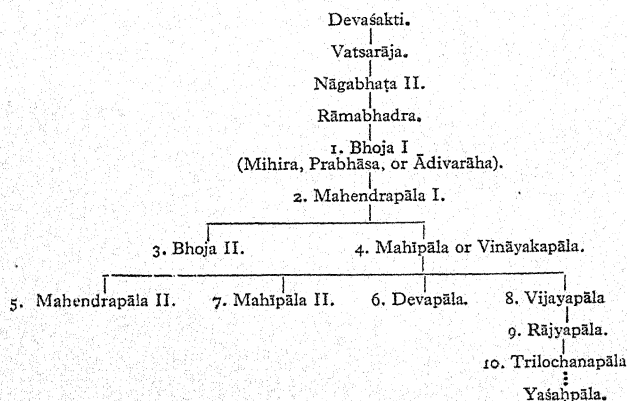 Devaśakti.
Vatsarāja.
Nāgabhaṭa II.
Rāmabhadra.
1. Bhoja I
(Mihira, Prabhāsa, or Ādivarāha).
2. Mahendrapāla I.
3. Bhoja II. 4. Mahīpāla or Vināyakapāla.
5. Mahendrapāla II. 7. Mahīpāla II. 6. Devapāla. 8. Vijayapāla
9. Rājyapāla.
10. Trilochanapāla
Yaśaḥpāla.